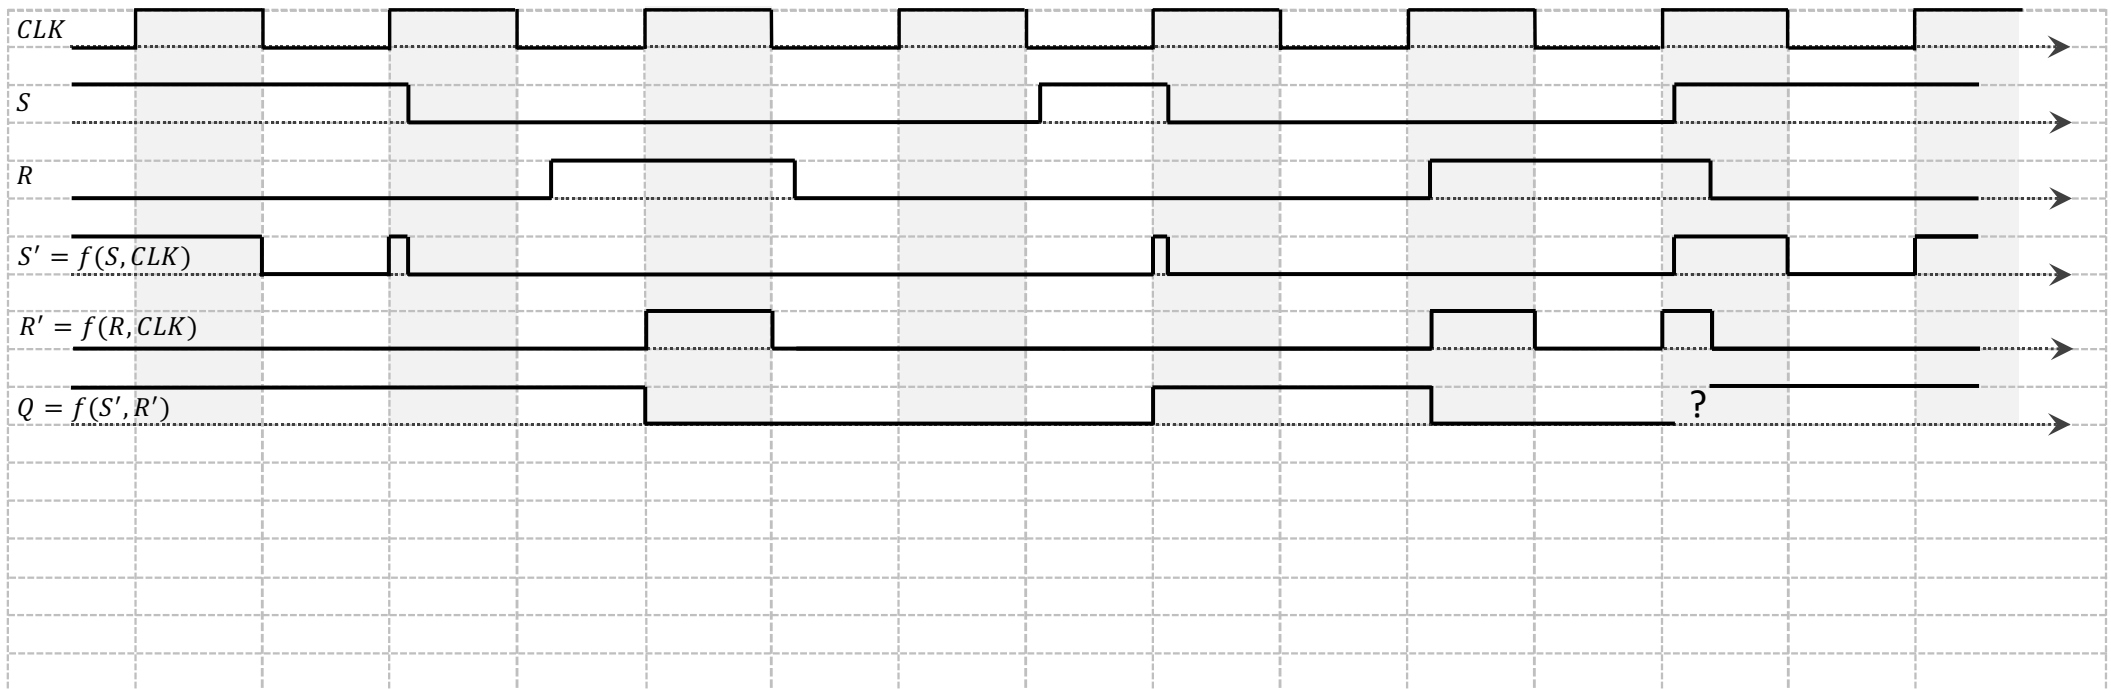 CLK
S
R
S′ = f(S, CLK)
R′ = f(R, CLK)
Q = f(S′, R′)
?